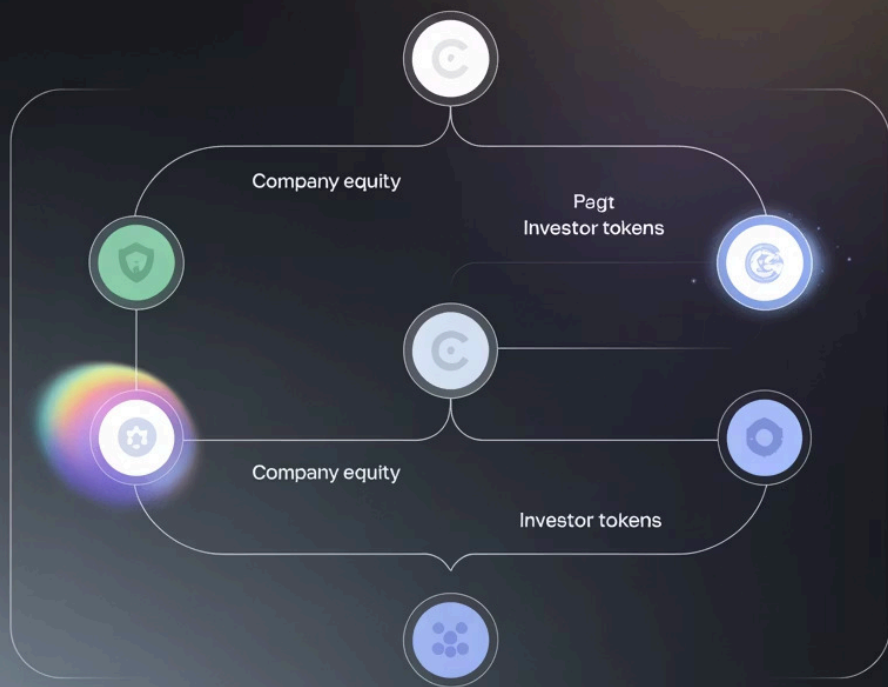 Company equity
Pagt
Investor tokens
Company equity
Investor tokens